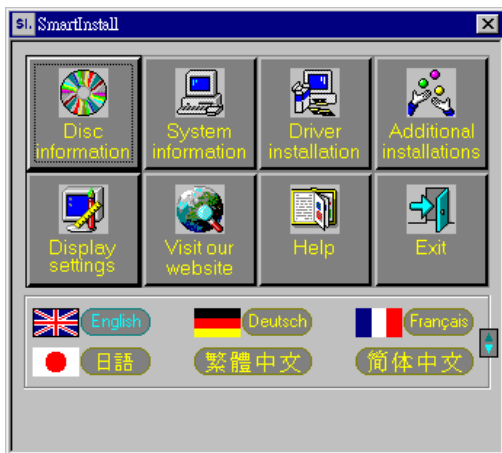 SI. SmartInstall
Disc
information
System
information
Driver
installation
Additional
installations
Display
settings
Visit our
website
Help
Exit
English
Deutsch
Français
日語
繁體中文
简体中文